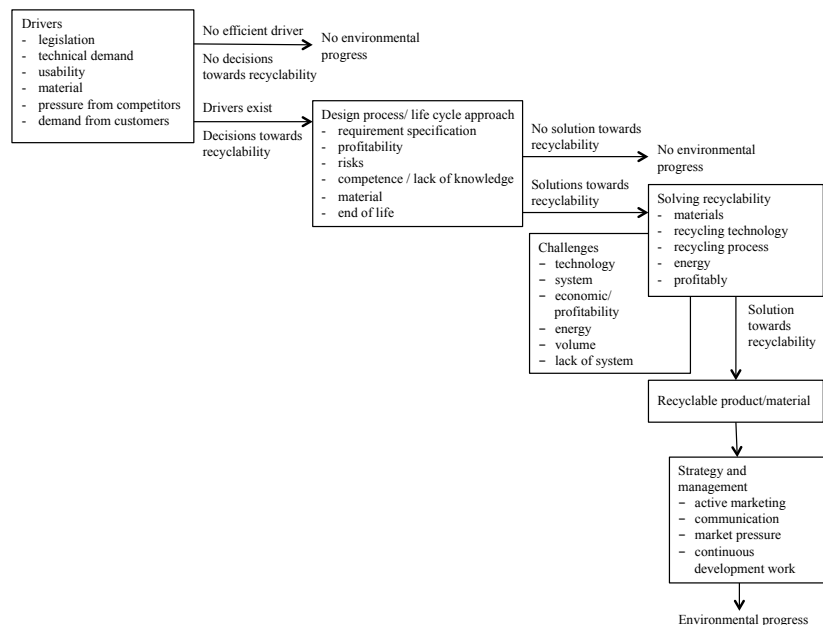 Drivers
- legislation
- technical demand
- usability
- material
- pressure from competitors
- demand from customers
No efficient driver
No decisions
towards recyclability
No environmental
progress
Drivers exist
Decisions towards
recyclability
Design process/ life cycle approach
- requirement specification
- profitability
- risks
- competence / lack of knowledge
- material
- end of life
No solution towards
recyclability
No environmental
progress
Solutions towards
recyclability
Solving recyclability
- materials
- recycling technology
- recycling process
- energy
- profitably
Challenges
- technology
- system
- economic/
profitability
- energy
- volume
- lack of system
Solution
towards
recyclability
Recyclable product/material
Strategy and
management
- active marketing
- communication
- market pressure
- continuous
development work
Environmental progress